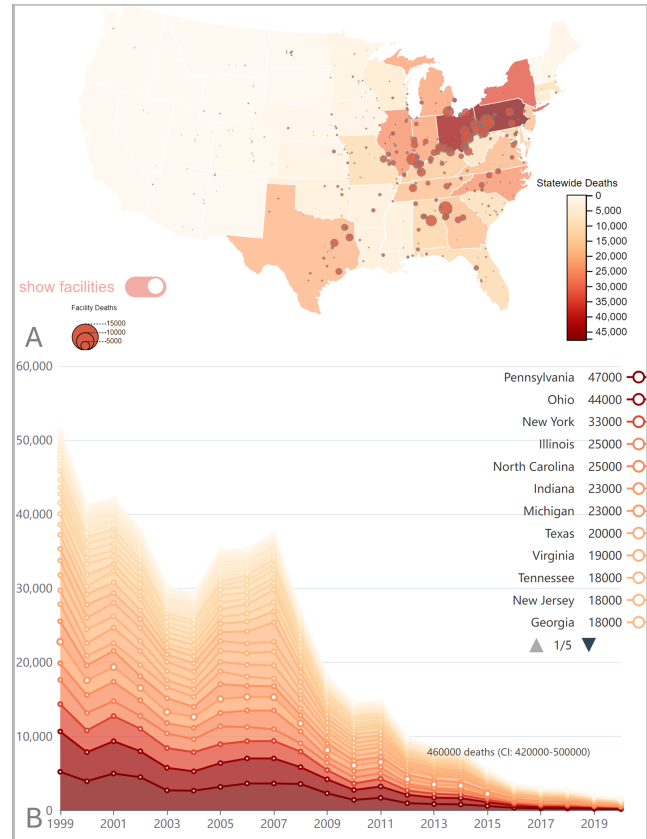 Statewide Deaths
0
5,000
10,000
15,000
20,000
25,000
30,000
35,000
40,000
45,000
show facilities
Facility Deaths
15000
10000
5000
A
60,000
50,000
40,000
30,000
20,000
10,000
0
Pennsylvania 47000
Ohio 44000
New York 33000
Illinois 25000
North Carolina 25000
Indiana 23000
Michigan 23000
Texas 20000
Virginia 19000
Tennessee 18000
New Jersey 18000
Georgia 18000
1/5
460000 deaths (CI: 420000-500000)
B
1999 2001 2003 2005 2007 2009 2011 2013 2015 2017 2019